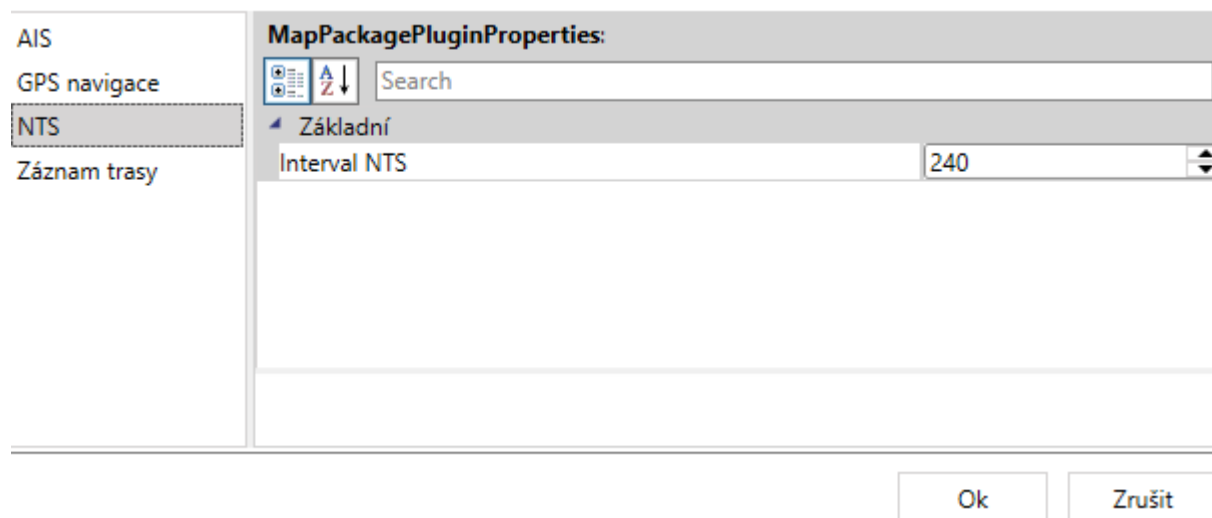 AIS
GPS navigace
NTS
Záznam trasy
MapPackagePluginProperties:
Search
Základní
Interval NTS 240
Ok Zrušit